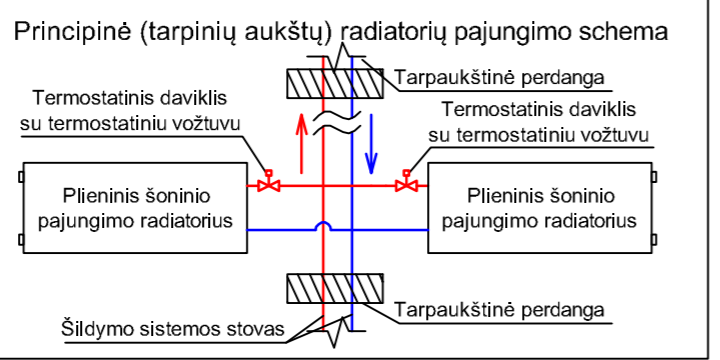 Principinė (tarpinių aukštų) radiatorių pajungimo schema
Tarpaukštinė perdanga
Termostatinis daviklis
su termostatiniu vožtuvu
Termostatinis daviklis
su termostatiniu vožtuvu
Plieninis šoninio
pajungimo radiatorius
Plieninis šoninio
pajungimo radiatorius
Tarpaukštinė perdanga
Šildymo sistemos stovas